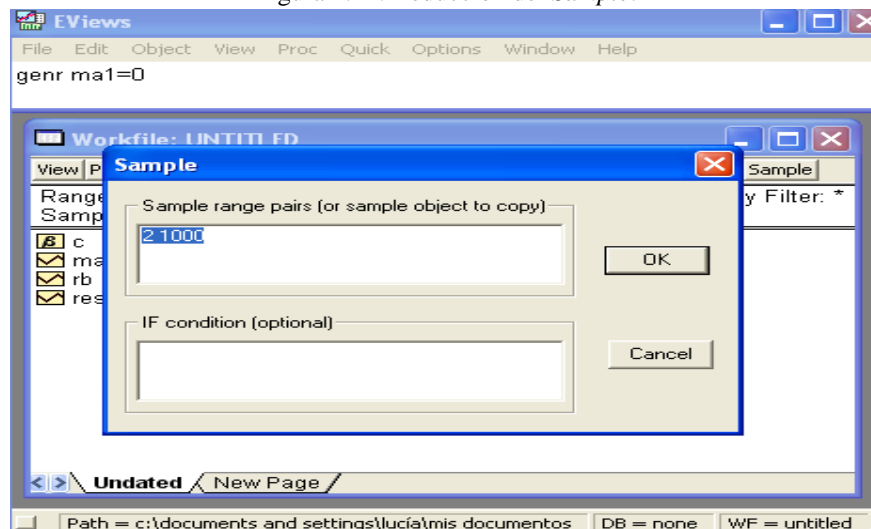 EViews
File Edit Object View Proc Quick Options Window Help
genr ma1=0
Workfile: UNTITLED
View
Sample
Sample
Range
y Filter: *
Samp
Sample range pairs (or sample object to copy)
2 1000
OK
c
ma
rb
res
IF condition (optional)
Cancel
Undated New Page
Path = c:\documents and settings\lucía\mis documentos DB = none WF = untitled